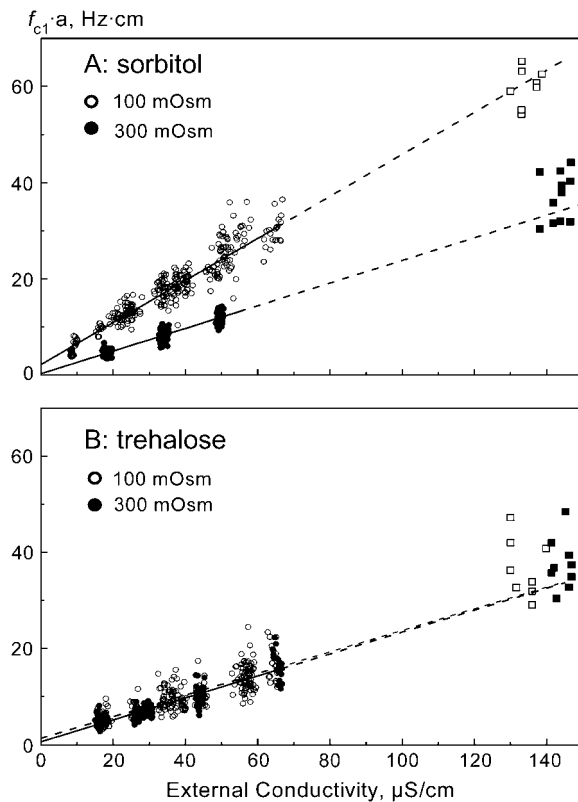 f_c1·a, Hz·cm
A: sorbitol
100 mOsm
300 mOsm
60
40
20
0
B: trehalose
100 mOsm
300 mOsm
60
40
20
0
0 20 40 60 80 100 120 140
External Conductivity, µS/cm